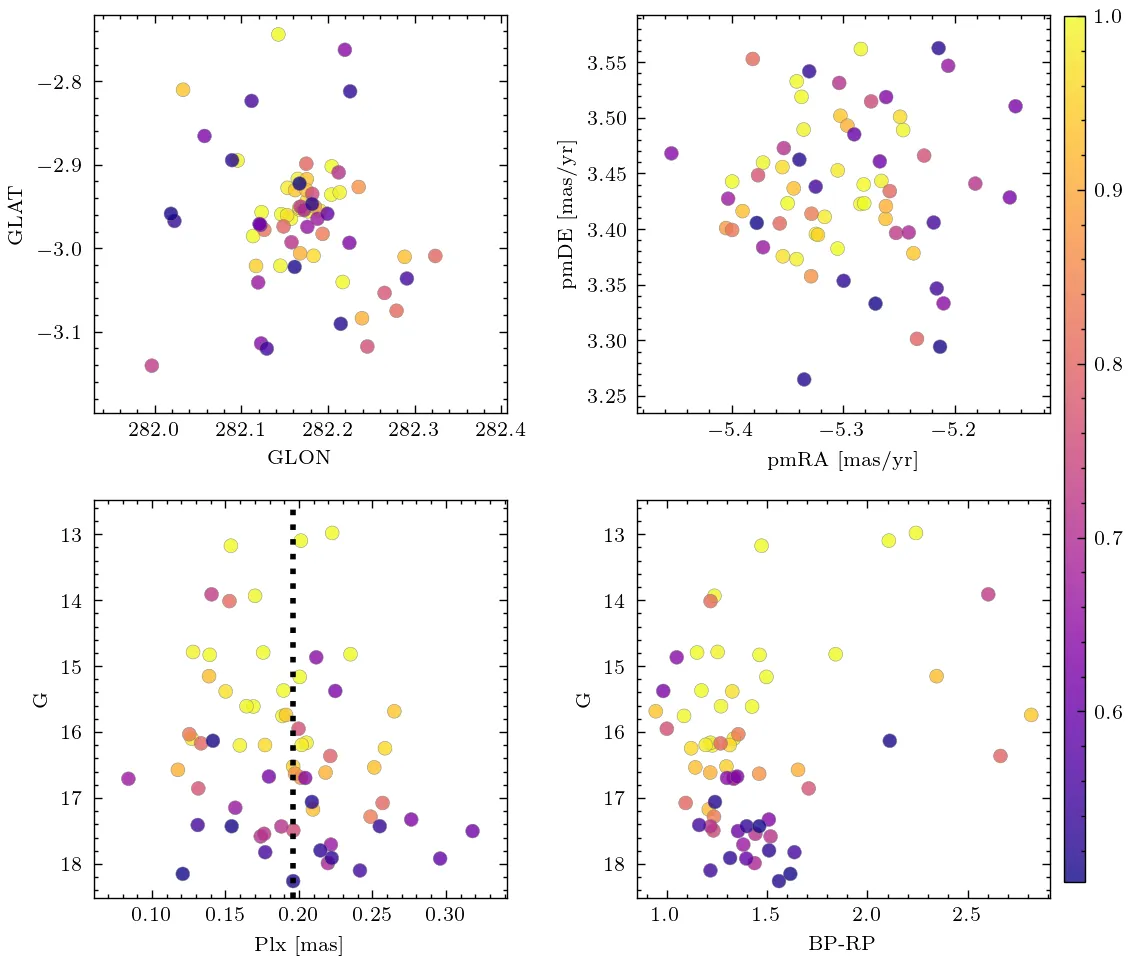 −2.8
−2.9
−3.0
−3.1
GLAT
282.0 282.1 282.2 282.3 282.4
GLON
3.55
3.50
3.45
3.40
3.35
3.30
3.25
pmDE [mas/yr]
−5.4 −5.3 −5.2
pmRA [mas/yr]
1.0
0.9
0.8
0.7
0.6
13
14
15
16
17
18
G
0.10 0.15 0.20 0.25 0.30
Plx [mas]
13
14
15
16
17
18
G
1.0 1.5 2.0 2.5
BP-RP